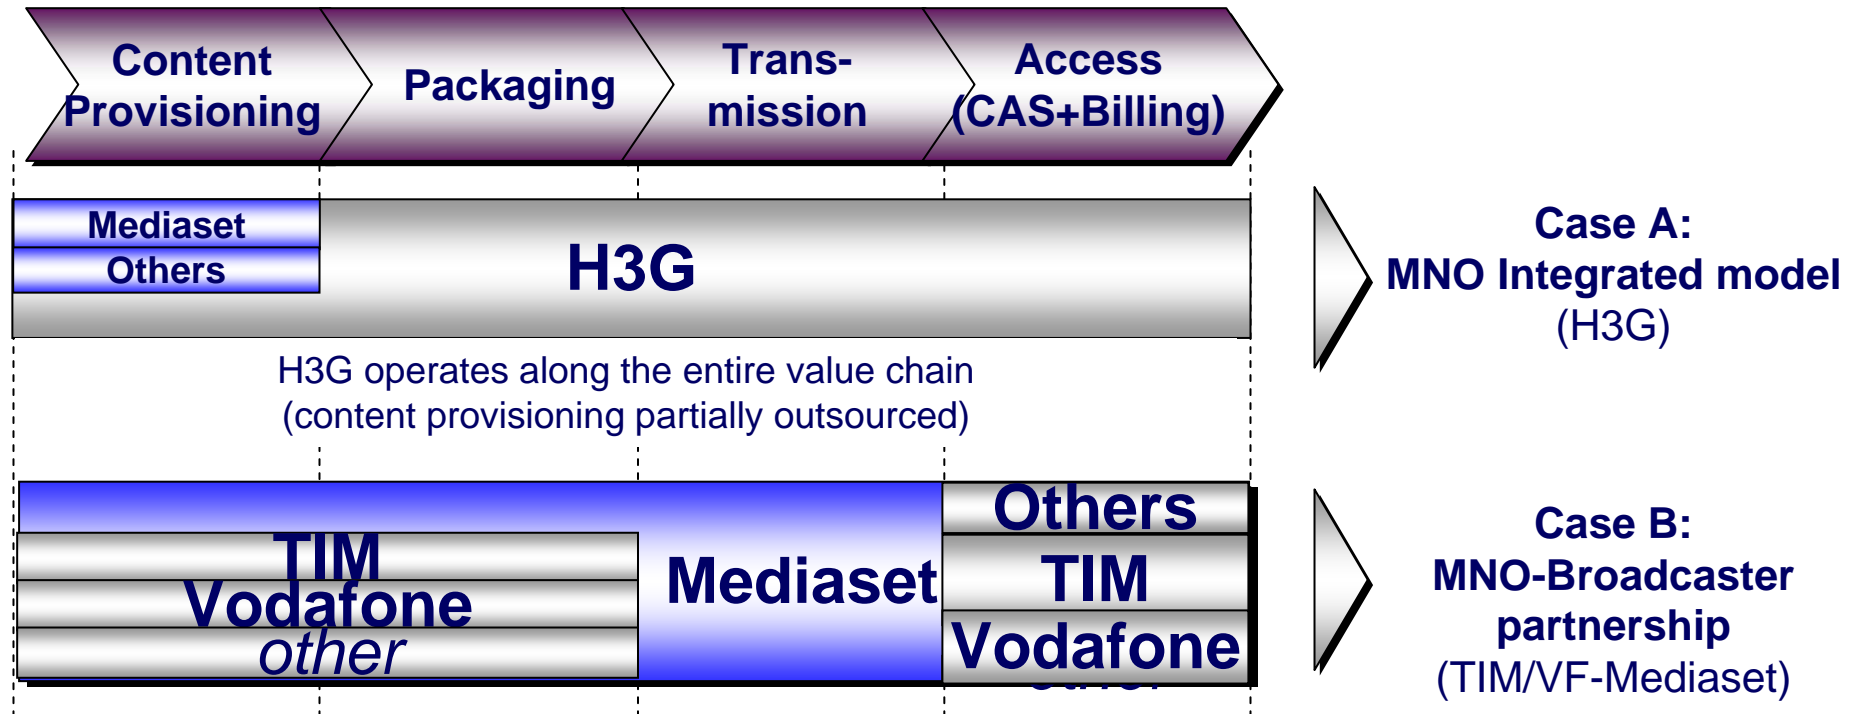 Content
Provisioning
Packaging
Trans-
mission
Access
(CAS+Billing)
Mediaset
Others
H3G
Case A:
MNO Integrated model
(H3G)
H3G operates along the entire value chain
(content provisioning partially outsourced)
TIM
Vodafone
other
Mediaset
Others
TIM
Vodafone
Case B:
MNO-Broadcaster
partnership
(TIM/VF-Mediaset)